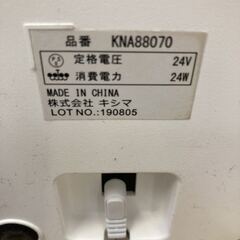 品番 KNA88070
定格電圧 24V
消費電力 24W
MADE IN CHINA
株式会社 キシマ
LOT NO.:190805